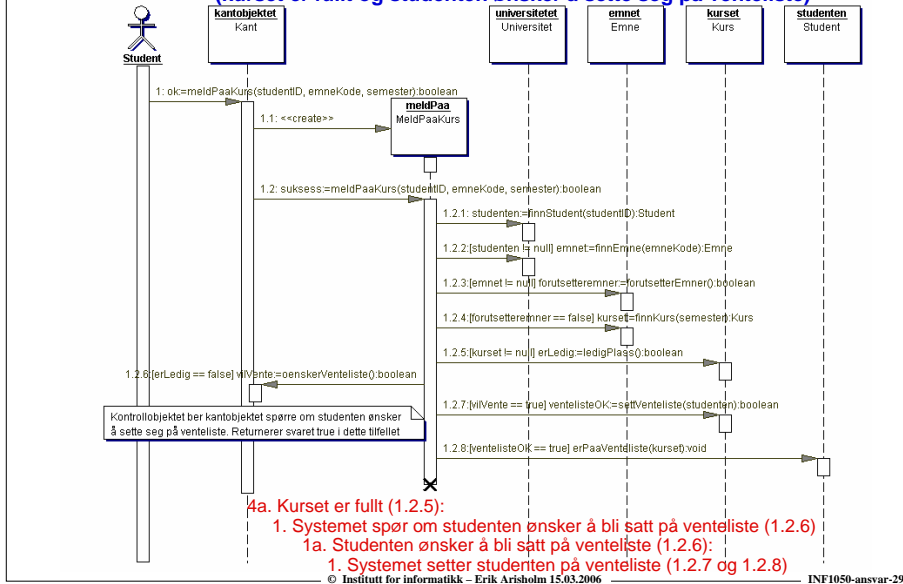 (kurset er fullt og studenten ønsker å sette seg på venteliste)
kantobjektet
Kant
universitetet
Universitet
emnet
Emne
kurset
Kurs
studenten
Student
Student
1: ok:=meldPaaKurs(studentID, emneKode, semester):boolean
meldPaa
MeldPaaKurs
1.1: <<create>>
1.2: suksess:=meldPaaKurs(studentID, emneKode, semester):boolean
1.2.1: studenten:=finnStudent(studentID):Student
1.2.2:[studenten != null] emnet:=finnEmne(emneKode):Emne
1.2.3:[emnet != null] forutsetteremner:=forutsetterEmner():boolean
1.2.4:[forutsetteremner == false] kurset:=finnKurs(semester):Kurs
1.2.5:[kurset != null] erLedig:=ledigPlass():boolean
1.2.6:[erLedig == false] vilVente:=oenskerVenteliste():boolean
1.2.7:[vilVente == true] ventelisteOK:=settVenteliste(studenten):boolean
Kontrollobjektet ber kantobjektet spørre om studenten ønsker
å sette seg på venteliste. Returnerer svaret true i dette tilfellet
1.2.8:[ventelisteOK == true] erPaaVenteliste(kurset):void
4a. Kurset er fullt (1.2.5):
1. Systemet spør om studenten ønsker å bli satt på venteliste (1.2.6)
1a. Studenten ønsker å bli satt på venteliste (1.2.6):
1. Systemet setter studenten på venteliste (1.2.7 og 1.2.8)
© Institutt for informatikk – Erik Arisholm 15.03.2006
INF1050-ansvar-29